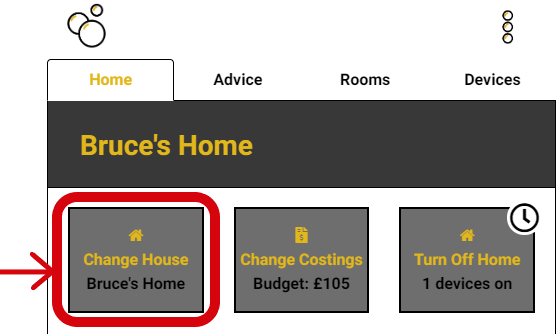 Home Advice Rooms Devices
Bruce's Home
Change House Change Costings Turn Off Home
Bruce's Home Budget: £105 1 devices on